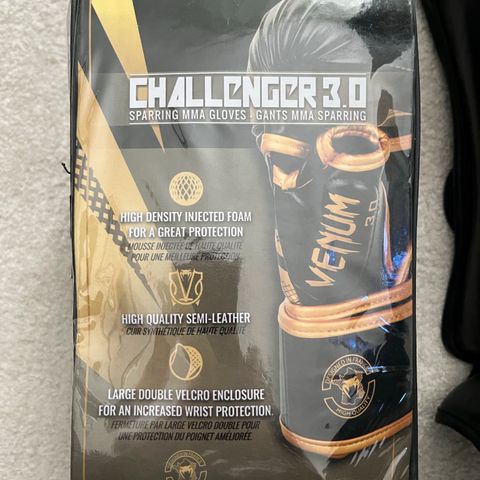 CHALLENGER 3.0
SPARRING MMA GLOVES - GANTS MMA SPARRING
HIGH DENSITY INJECTED FOAM
FOR A GREAT PROTECTION
MOUSSE INJECTÉE DE HAUTE QUALITÉ
POUR UNE MEILLEURE PROTECTION
HIGH QUALITY SEMI-LEATHER
CUIR SYNTHÉTIQUE DE HAUTE QUALITÉ
LARGE DOUBLE VELCRO ENCLOSURE
FOR AN INCREASED WRIST PROTECTION.
FERMETURE PAR LARGE VELCRO DOUBLE POUR
UNE PROTECTION DU POIGNET AMÉLIORÉE.
VENUM
3.0
HIGH QUALITY